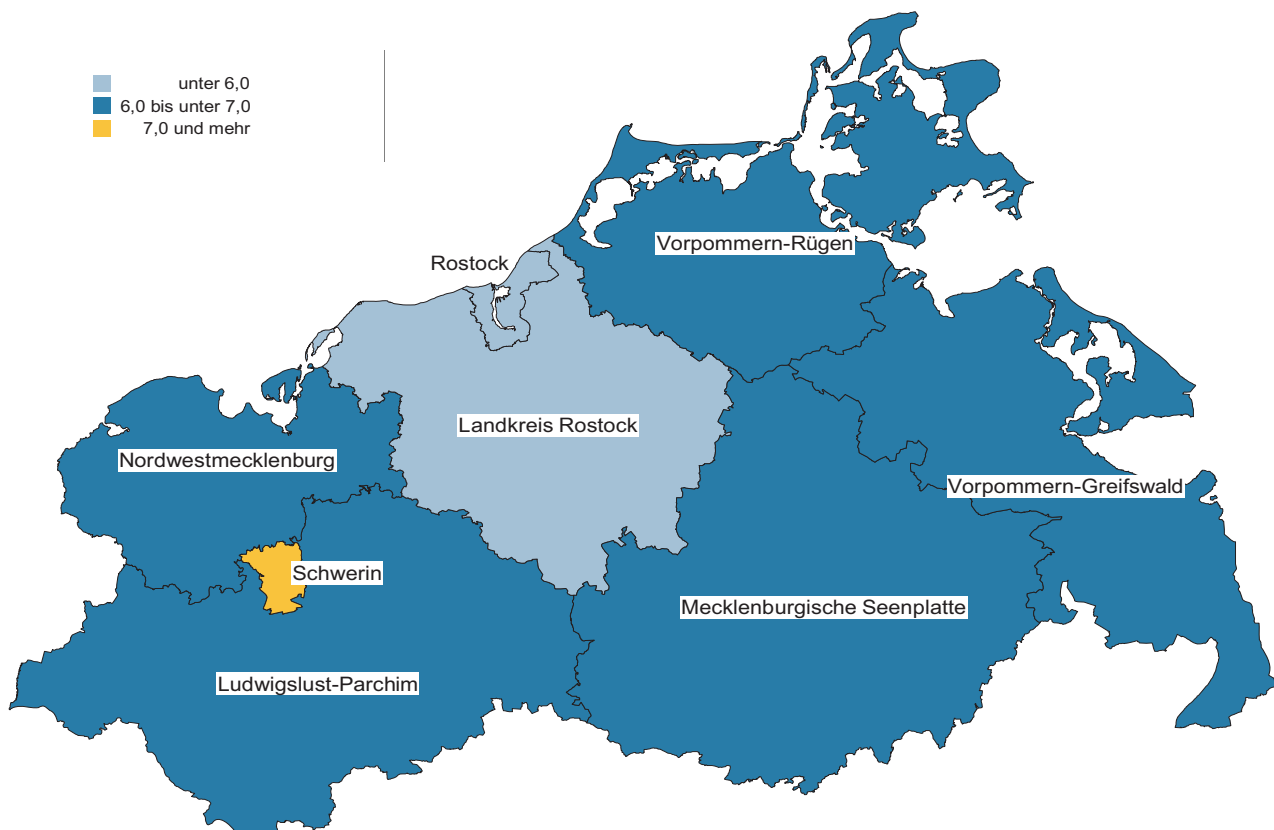 unter 6,0
6,0 bis unter 7,0
7,0 und mehr
Vorpommern-Rügen
Rostock
Landkreis Rostock
Nordwestmecklenburg
Vorpommern-Greifswald
Schwerin
Mecklenburgische Seenplatte
Ludwigslust-Parchim